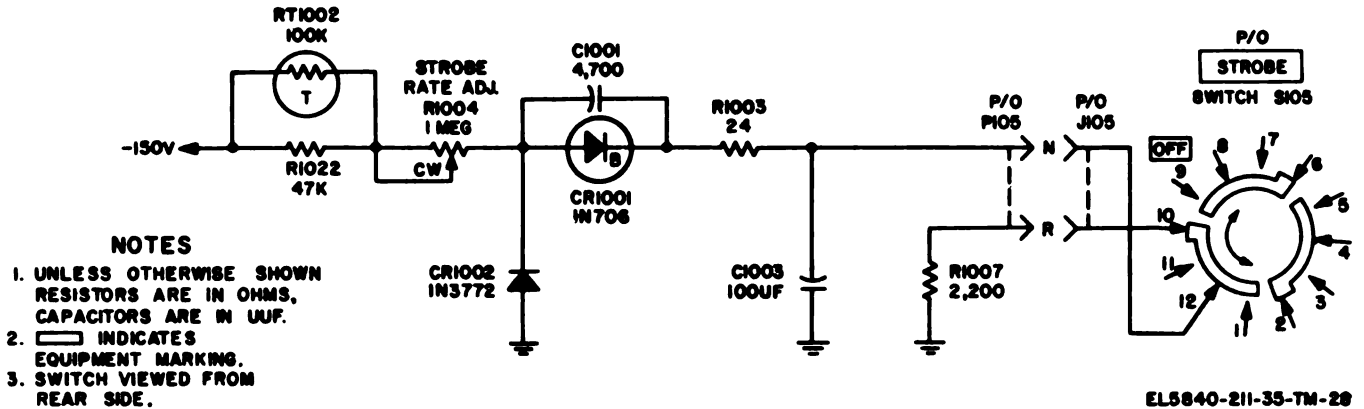 RT1002
100K
T
-150V
R1022
47K
STROBE
RATE ADJ.
R1004
1 MEG
CW
C1001
4,700
B
CR1001
1N706
CR1002
1N3772
R1003
24
C1003
100UF
P/O
P105
P/O
J105
N
R
R1007
2,200
P/O
STROBE
SWITCH S105
OFF
7
8
6
9
5
10
4
11
3
12
2
1
NOTES
1. UNLESS OTHERWISE SHOWN
RESISTORS ARE IN OHMS,
CAPACITORS ARE IN UUF.
2. INDICATES
EQUIPMENT MARKING.
3. SWITCH VIEWED FROM
REAR SIDE.
EL5840-211-35-TM-28